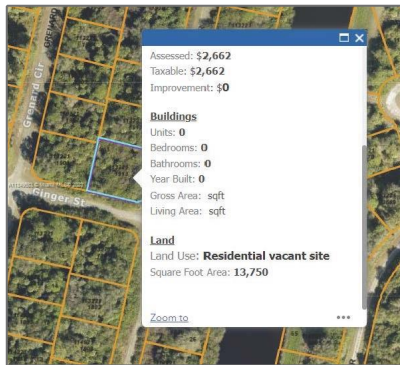 Grenard Cir
Ginger St
Assessed: $2,662
Taxable: $2,662
Improvement: $0
Buildings
Units: 0
Bedrooms: 0
Bathrooms: 0
Year Built: 0
Gross Area: sqft
Living Area: sqft
Land
Land Use: Residential vacant site
Square Foot Area: 13,750
Zoom to